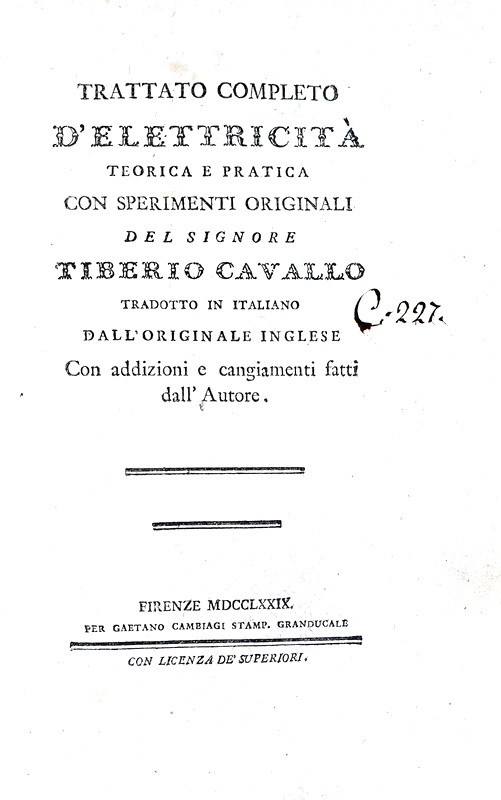 TRATTATO COMPLETO
D'ELETTRICITÀ
TEORICA E PRATICA
CON SPERIMENTI ORIGINALI
DEL SIGNORE
TIBERIO CAVALLO
TRADOTTO IN ITALIANO
C. 227.
DALL'ORIGINALE INGLESE
Con addizioni e cangiamenti fatti
dall' Autore.
FIRENZE MDCCLXXIX.
PER GAETANO CAMBIAGI STAMP. GRANDUCALE
CON LICENZA DE' SUPERIORI.